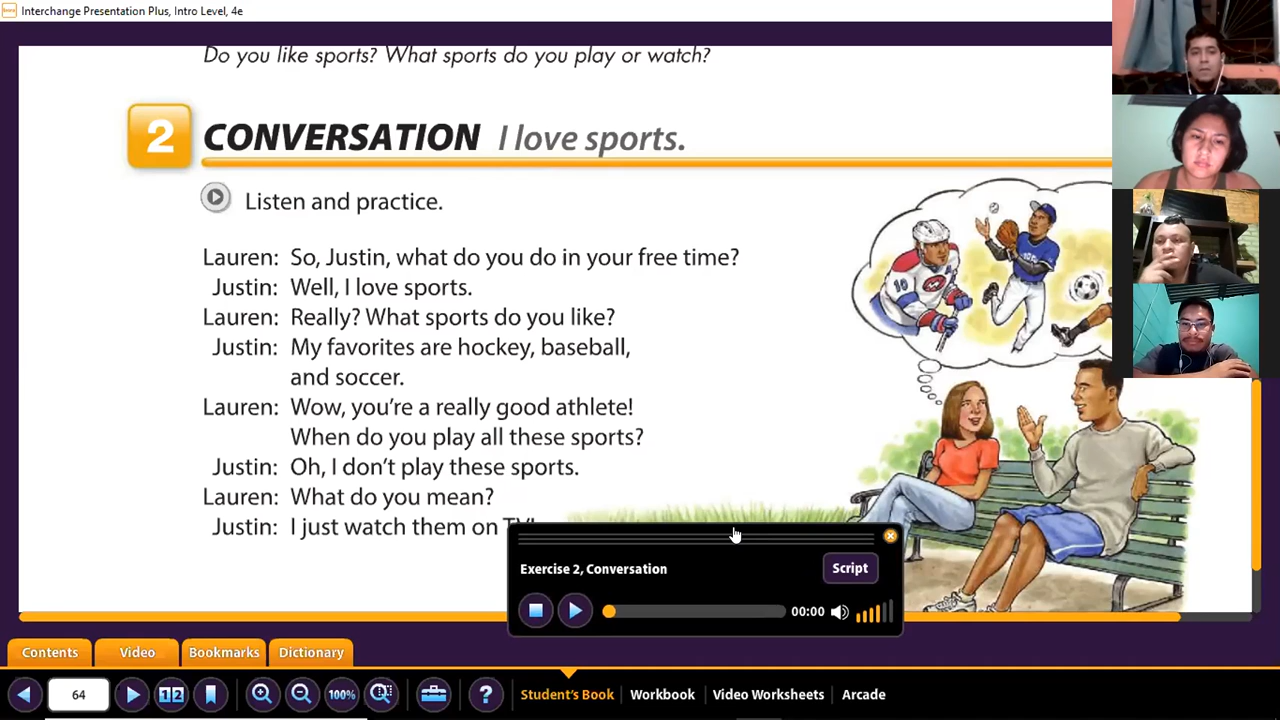 Interchange Presentation Plus, Intro Level, 4e
Do you like sports? What sports do you play or watch?
2 CONVERSATION I love sports.
Listen and practice.
Lauren: So, Justin, what do you do in your free time?
Justin: Well, I love sports.
Lauren: Really? What sports do you like?
Justin: My favorites are hockey, baseball,
and soccer.
Lauren: Wow, you're a really good athlete!
When do you play all these sports?
Justin: Oh, I don't play these sports.
Lauren: What do you mean?
Justin: I just watch them on TV!
10
Exercise 2, Conversation
Script
00:00
Contents Video Bookmarks Dictionary
64 1 2 100% ? Student's Book Workbook Video Worksheets Arcade